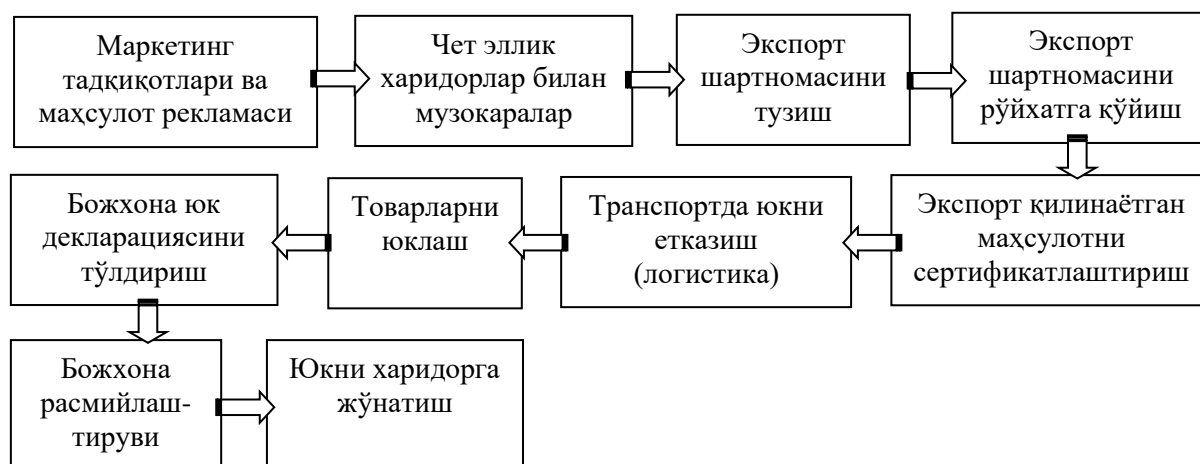 Маркетинг
тадқиқотлари ва
маҳсулот рекламаси
Чет эллик
харидорлар билан
музокаралар
Экспорт
шартномасини
тузиш
Экспорт
шартномасини
рўйхатга қўйиш
Экспорт қилинаётган
маҳсулотни
сертификатлаштириш
Транспортда юкни
етказиш
(логистика)
Товарларни
юклаш
Божхона юк
декларациясини
тўлдириш
Божхона
расмийлаш-
тируви
Юкни харидорга
жўнатиш